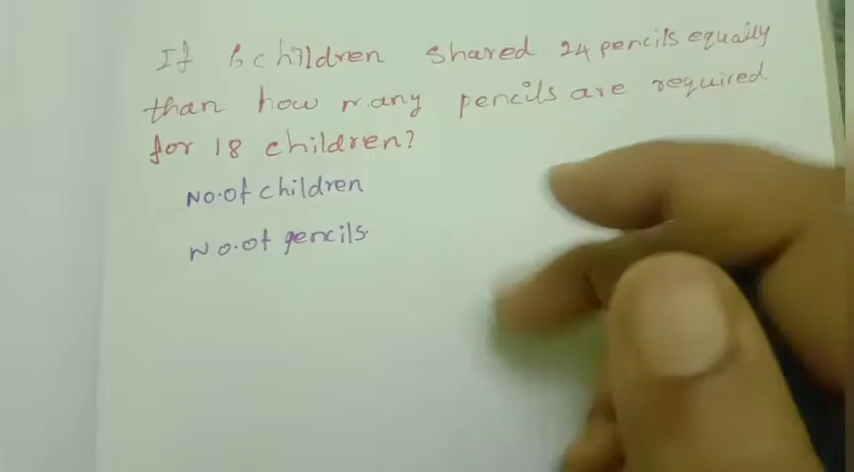 If 6 children shared 24 pencils equally
than how many pencils are required
for 18 children?
No.of children
No.of pencils